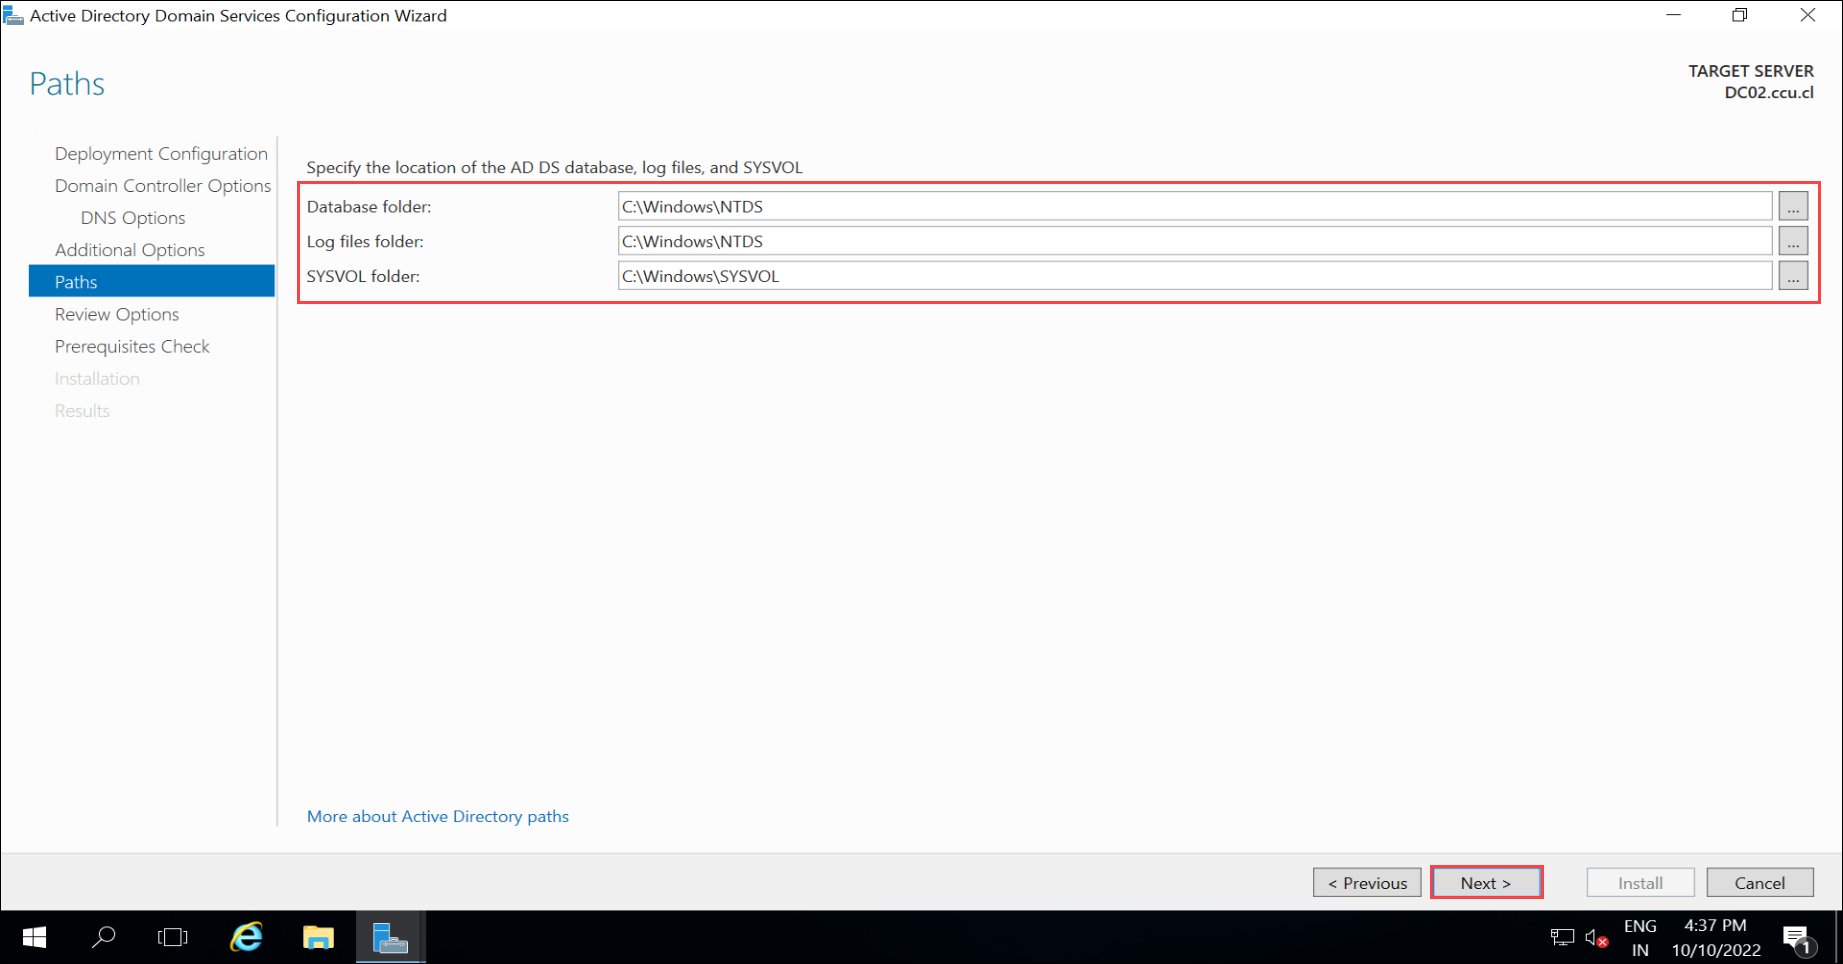 Active Directory Domain Services Configuration Wizard
Paths
TARGET SERVER
DC02.ccu.cl
Deployment Configuration
Domain Controller Options
DNS Options
Additional Options
Paths
Review Options
Prerequisites Check
Installation
Results
Specify the location of the AD DS database, log files, and SYSVOL
Database folder: C:\Windows\NTDS ...
Log files folder: C:\Windows\NTDS ...
SYSVOL folder: C:\Windows\SYSVOL ...
More about Active Directory paths
< Previous Next > Install Cancel
ENG 4:37 PM
IN 10/10/2022 1